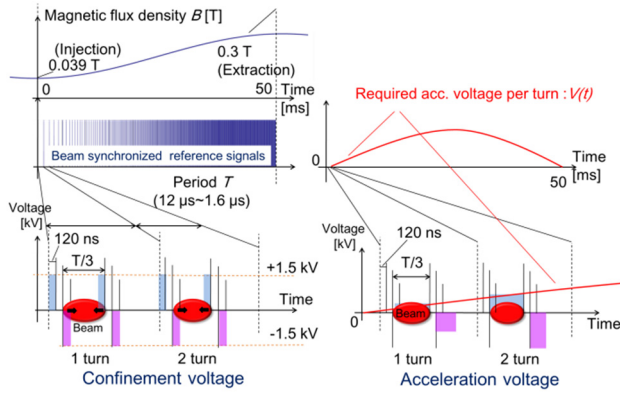 Magnetic flux density B [T]
(Injection)
0.039 T
0.3 T
(Extraction)
0
50
Time
[ms]
Beam synchronized reference signals
Period T
(12 μs~1.6 μs)
Voltage
[kV]
120 ns
T/3
+1.5 kV
Time
Beam
-1.5 kV
1 turn
2 turn
Confinement voltage
Required acc. voltage per turn : V(t)
0
Time
50
[ms]
Voltage
[kV]
120 ns
T/3
0
Beam
Time
1 turn
2 turn
Acceleration voltage